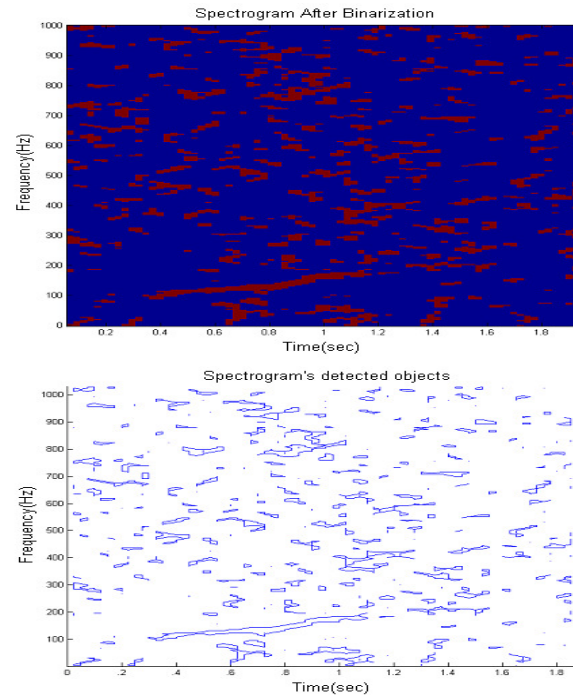 Spectrogram After Binarization
1000
900
800
700
600
500
400
300
200
100
0
Frequency(Hz)
0.2 0.4 0.6 0.8 1 1.2 1.4 1.6 1.8
Time(sec)
Spectrogram's detected objects
1000
900
800
700
600
500
400
300
200
100
Frequency(Hz)
0 .2 .4 .6 .8 1 1.2 1.4 1.6 1.8
Time(sec)